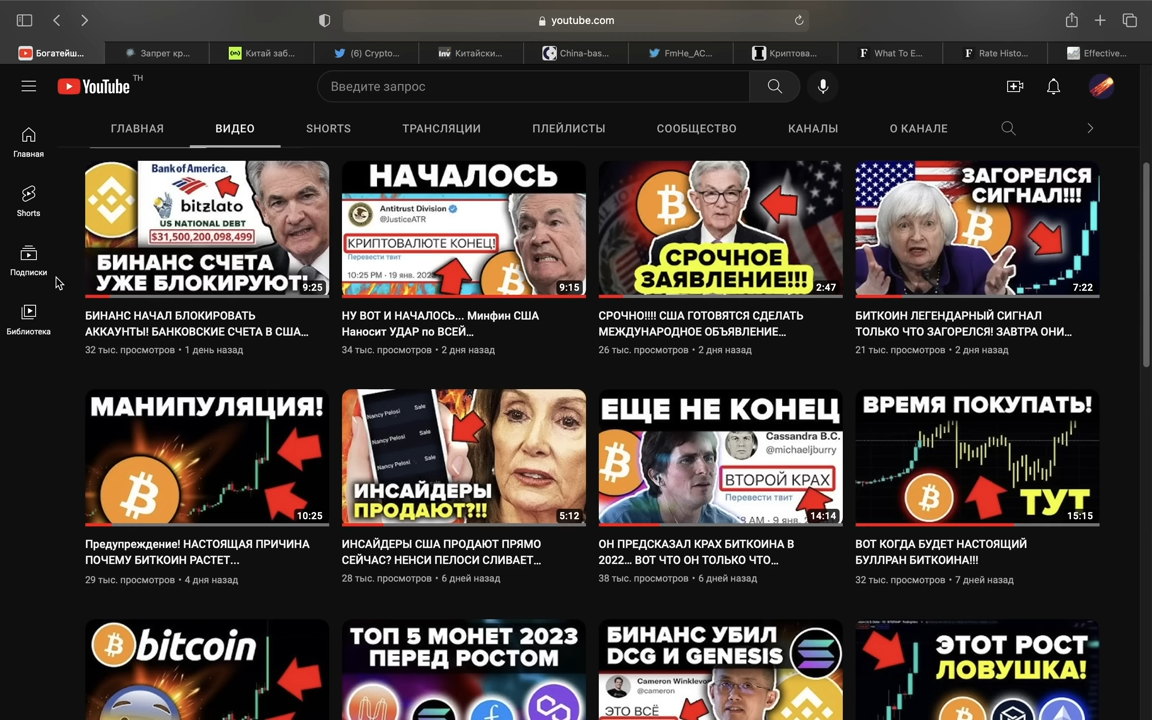 youtube.com
Богатейш...
Запрет кр...
Китай заб...
(6) Crypto...
Китайски...
China-bas...
FmHe_AC...
Криптова...
What To E...
Rate Histo...
Effective...
YouTube TH
Введите запрос
ГЛАВНАЯ
ВИДЕО
SHORTS
ТРАНСЛЯЦИИ
ПЛЕЙЛИСТЫ
СООБЩЕСТВО
КАНАЛЫ
О КАНАЛЕ
Главная
Shorts
Подписки
Библиотека
Bank of America.
bitzlato
US NATIONAL DEBT
$31,500,200,098,499
БИНАНС СЧЕТА
УЖЕ БЛОКИРУЮТ
9:25
БИНАНС НАЧАЛ БЛОКИРОВАТЬ
АККАУНТЫ! БАНКОВСКИЕ СЧЕТА В США...
32 тыс. просмотров • 1 день назад
НАЧАЛОСЬ
Antitrust Division
@JusticeATR
КРИПТОВАЛЮТЕ КОНЕЦ!
Перевести твит
10:25 PM · 19 янв. 202
9:15
НУ ВОТ И НАЧАЛОСЬ... Минфин США
Наносит УДАР по ВСЕЙ...
34 тыс. просмотров • 2 дня назад
СРОЧНОЕ
ЗАЯВЛЕНИЕ!!!
2:47
СРОЧНО!!!! США ГОТОВЯТСЯ СДЕЛАТЬ
МЕЖДУНАРОДНОЕ ОБЪЯВЛЕНИЕ...
26 тыс. просмотров • 2 дня назад
ЗАГОРЕЛСЯ
СИГНАЛ!!!
7:22
БИТКОИН ЛЕГЕНДАРНЫЙ СИГНАЛ
ТОЛЬКО ЧТО ЗАГОРЕЛСЯ! ЗАВТРА ОНИ...
21 тыс. просмотров • 2 дня назад
МАНИПУЛЯЦИЯ!
10:25
Предупреждение! НАСТОЯЩАЯ ПРИЧИНА
ПОЧЕМУ БИТКОИН РАСТЕТ...
29 тыс. просмотров • 4 дня назад
Nancy Pelosi Sale
Nancy Pelosi Sale
Nancy Pelosi Sale
ИНСАЙДЕРЫ
ПРОДАЮТ?!!
5:12
ИНСАЙДЕРЫ США ПРОДАЮТ ПРЯМО
СЕЙЧАС? НЕНСИ ПЕЛОСИ СЛИВАЕТ...
28 тыс. просмотров • 6 дней назад
ЕЩЕ НЕ КОНЕЦ
Cassandra B.C.
@michaeljburry
ВТОРОЙ КРАХ
Перевести твит
AM · 9 янв.
14:14
ОН ПРЕДСКАЗАЛ КРАХ БИТКОИНА В
2022... ВОТ ЧТО ОН ТОЛЬКО ЧТО...
38 тыс. просмотров • 6 дней назад
ВРЕМЯ ПОКУПАТЬ!
ТУТ
15:15
ВОТ КОГДА БУДЕТ НАСТОЯЩИЙ
БУЛЛРАН БИТКОИНА!!!
32 тыс. просмотров • 7 дней назад
bitcoin
ТОП 5 МОНЕТ 2023
ПЕРЕД РОСТОМ
БИНАНС УБИЛ
DCG И GENESIS
Cameron Winklevo
@cameron
ЭТО ВСЁ
ЭТОТ РОСТ
ЛОВУШКА!